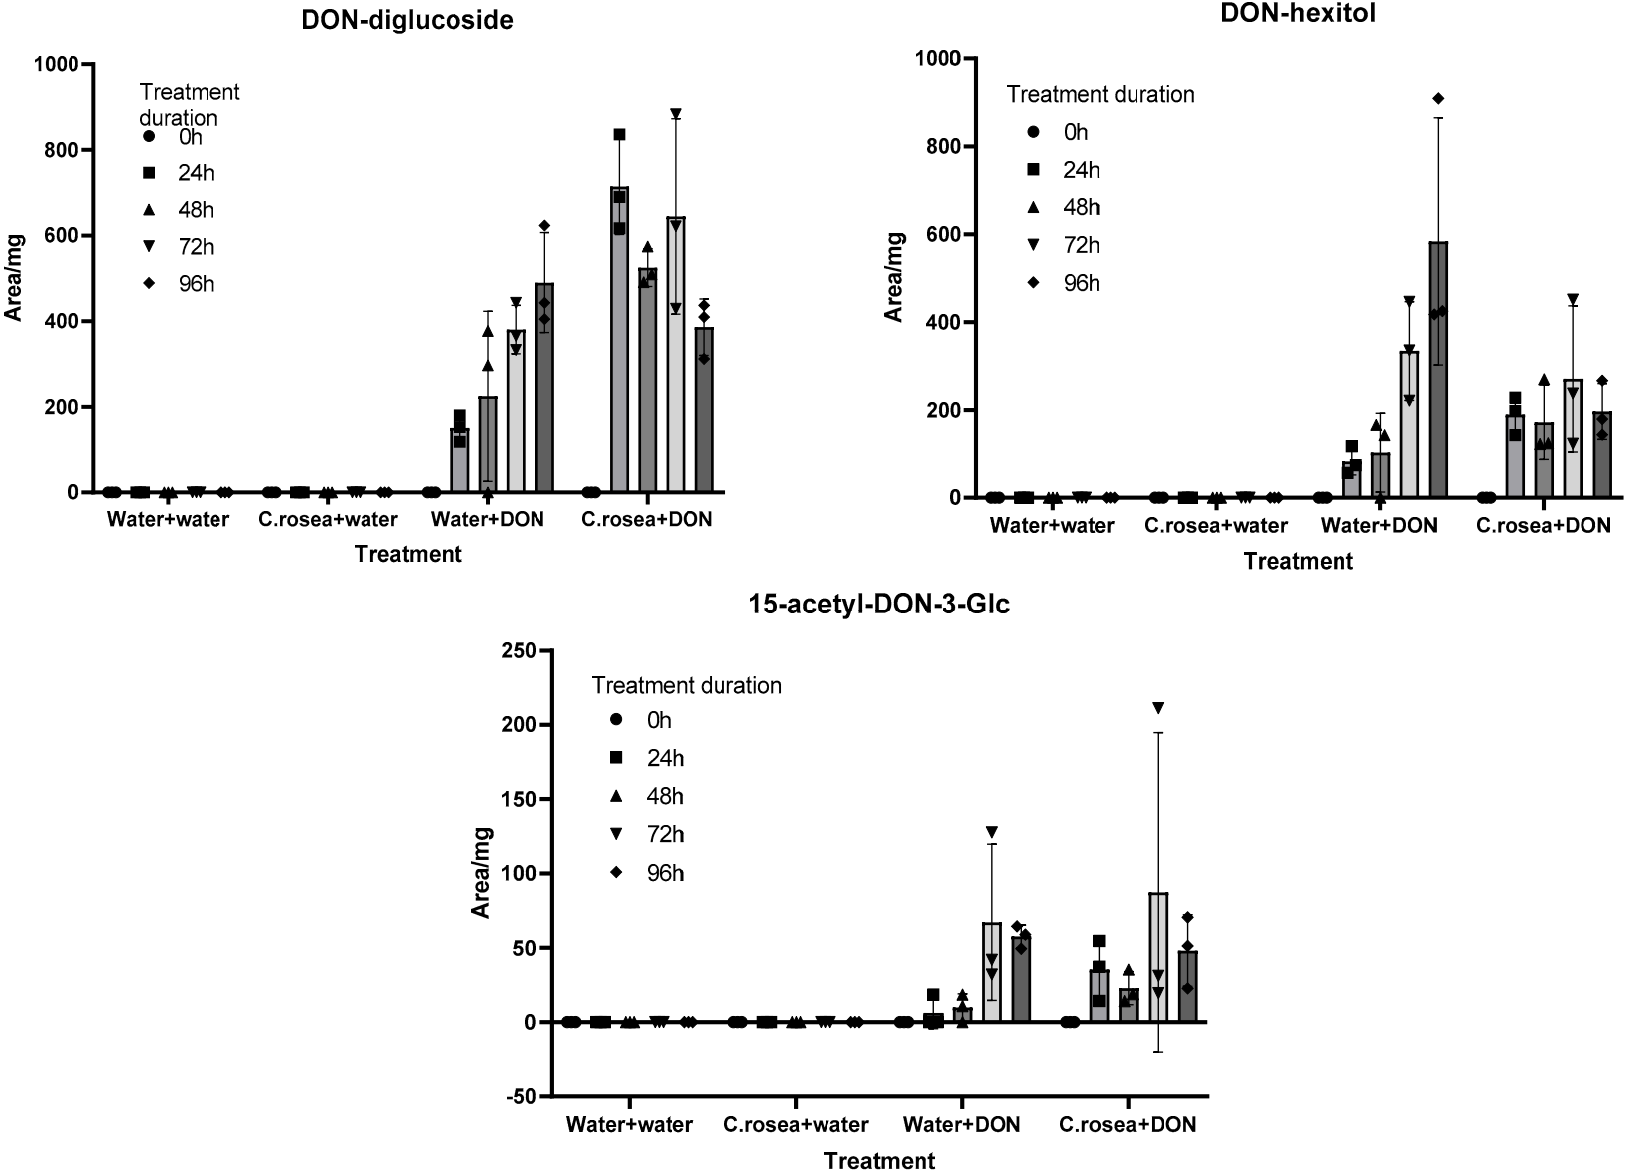 DON-diglucoside
1000
800
600
400
200
0
Area/mg
Treatment
duration
0h
24h
48h
72h
96h
Water+water
C.rosea+water
Water+DON
C.rosea+DON
Treatment
DON-hexitol
1000
800
600
400
200
0
Area/mg
Treatment duration
0h
24h
48h
72h
96h
Water+water
C.rosea+water
Water+DON
C.rosea+DON
Treatment
15-acetyl-DON-3-Glc
250
200
150
100
50
0
-50
Area/mg
Treatment duration
0h
24h
48h
72h
96h
Water+water
C.rosea+water
Water+DON
C.rosea+DON
Treatment